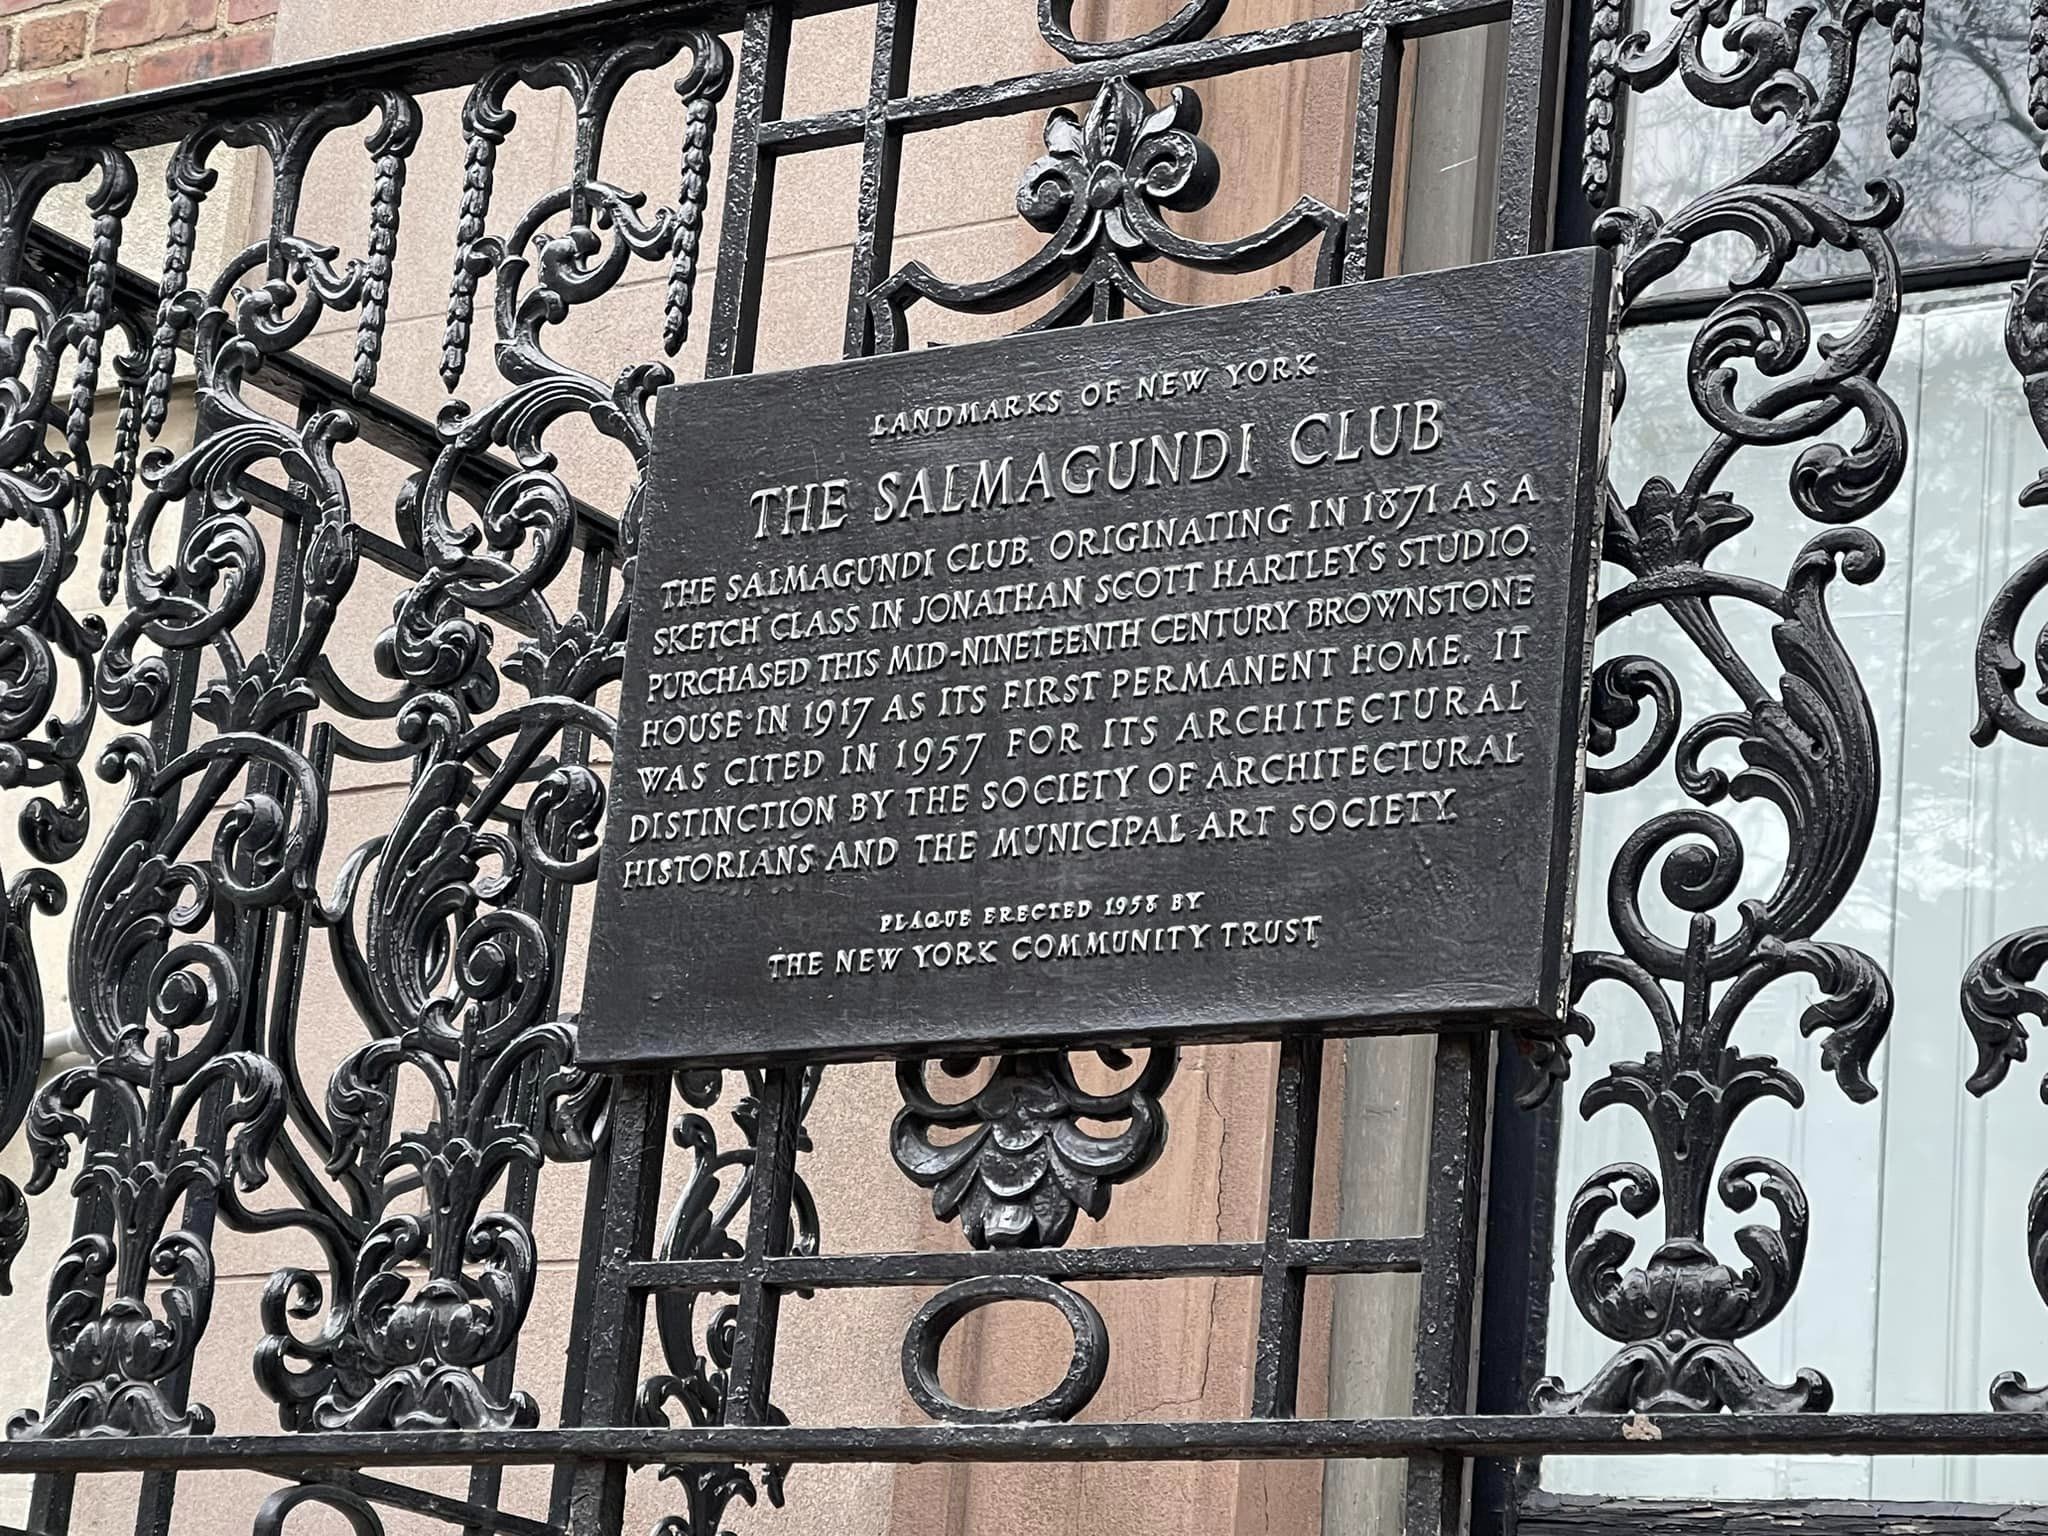 LANDMARKS OF NEW YORK
THE SALMAGUNDI CLUB
THE SALMAGUNDI CLUB. ORIGINATING IN 1871 AS A
SKETCH CLASS IN JONATHAN SCOTT HARTLEY'S STUDIO.
PURCHASED THIS MID-NINETEENTH CENTURY BROWNSTONE
HOUSE IN 1917 AS ITS FIRST PERMANENT HOME. IT
WAS CITED IN 1957 FOR ITS ARCHITECTURAL
DISTINCTION BY THE SOCIETY OF ARCHITECTURAL
HISTORIANS AND THE MUNICIPAL ART SOCIETY.
PLAQUE ERECTED 1958 BY
THE NEW YORK COMMUNITY TRUST